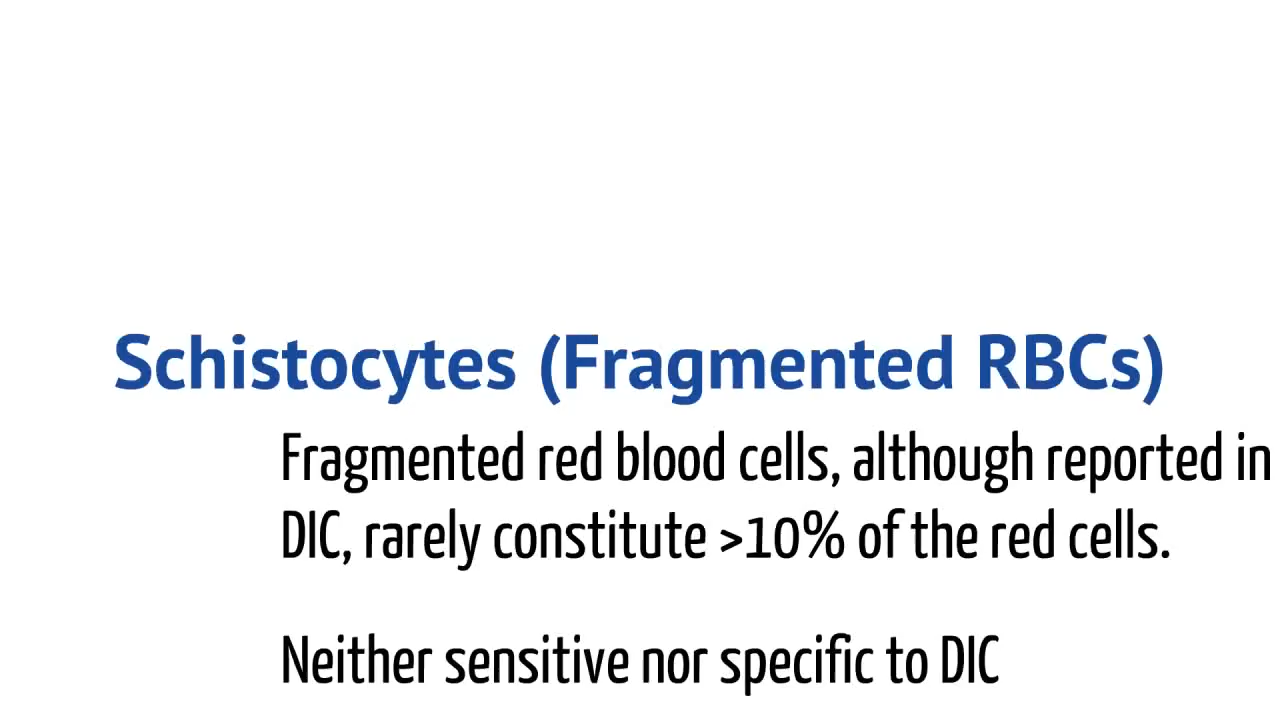 Schistocytes (Fragmented RBCs)
Fragmented red blood cells, although reported in
DIC, rarely constitute >10% of the red cells.
Neither sensitive nor specific to DIC